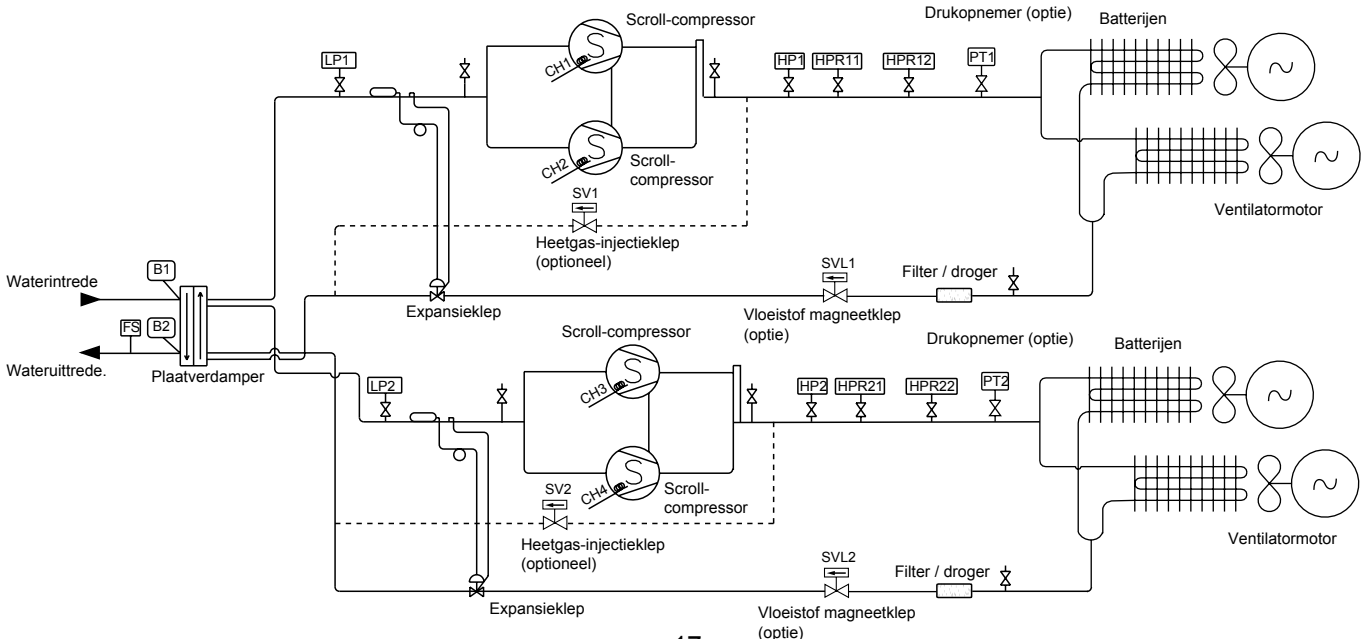 Scroll-compressor
Drukopnemer (optie)
Batterijen
LP1
CH1
HP1
HPR11
HPR12
PT1
CH2
Scroll-
compressor
SV1
Ventilatormotor
Heetgas-injectieklep
(optioneel)
SVL1
Filter / droger
Waterintrede
B1
Expansieklep
Vloeistof magneetklep
(optie)
FS
B2
Wateruittrede.
Plaatverdamper
Scroll-compressor
Drukopnemer (optie)
Batterijen
LP2
CH3
HP2
HPR21
HPR22
PT2
CH4
Scroll-
compressor
SV2
Ventilatormotor
Heetgas-injectieklep
(optioneel)
SVL2
Filter / droger
Expansieklep
Vloeistof magneetklep
(optie)